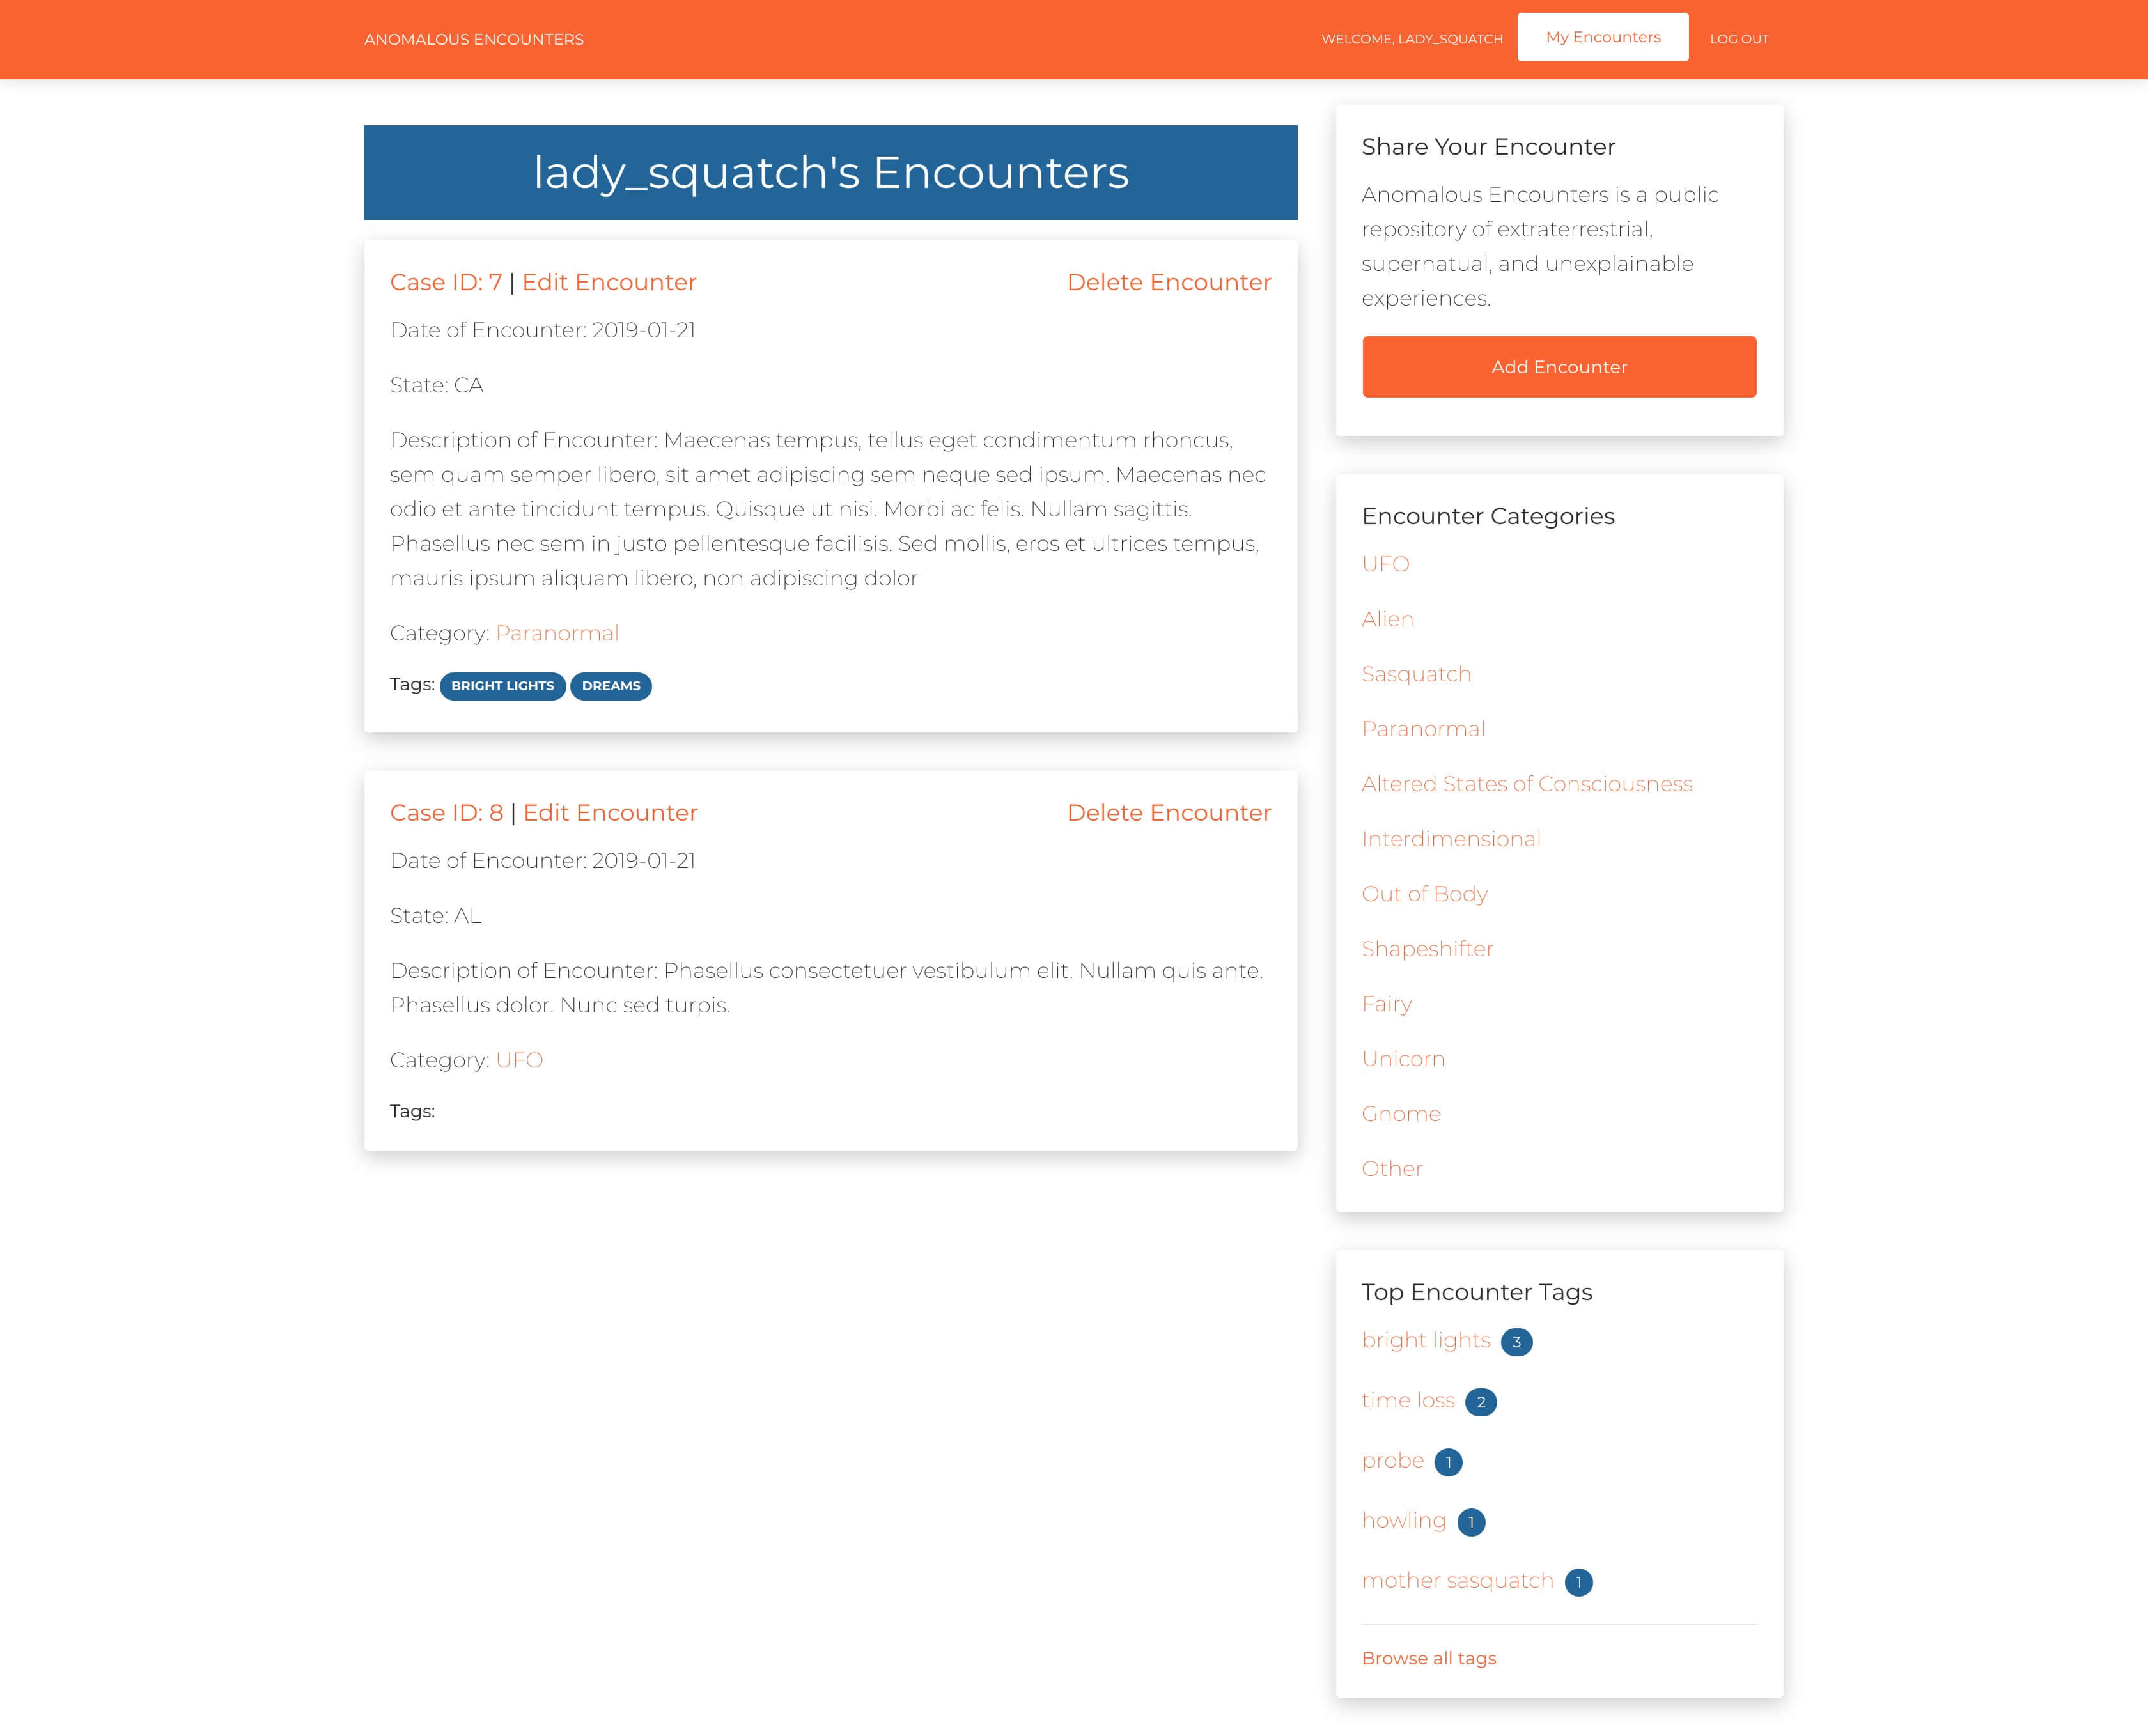 ANOMALOUS ENCOUNTERS
WELCOME, LADY_SQUATCH
My Encounters
LOG OUT
lady_squatch's Encounters
Case ID: 7 | Edit Encounter
Delete Encounter
Date of Encounter: 2019-01-21
State: CA
Description of Encounter: Maecenas tempus, tellus eget condimentum rhoncus,
sem quam semper libero, sit amet adipiscing sem neque sed ipsum. Maecenas nec
odio et ante tincidunt tempus. Quisque ut nisi. Morbi ac felis. Nullam sagittis.
Phasellus nec sem in justo pellentesque facilisis. Sed mollis, eros et ultrices tempus,
mauris ipsum aliquam libero, non adipiscing dolor
Category: Paranormal
Tags: BRIGHT LIGHTS DREAMS
Case ID: 8 | Edit Encounter
Delete Encounter
Date of Encounter: 2019-01-21
State: AL
Description of Encounter: Phasellus consectetuer vestibulum elit. Nullam quis ante.
Phasellus dolor. Nunc sed turpis.
Category: UFO
Tags:
Share Your Encounter
Anomalous Encounters is a public
repository of extraterrestrial,
supernatual, and unexplainable
experiences.
Add Encounter
Encounter Categories
UFO
Alien
Sasquatch
Paranormal
Altered States of Consciousness
Interdimensional
Out of Body
Shapeshifter
Fairy
Unicorn
Gnome
Other
Top Encounter Tags
bright lights 3
time loss 2
probe 1
howling 1
mother sasquatch 1
Browse all tags